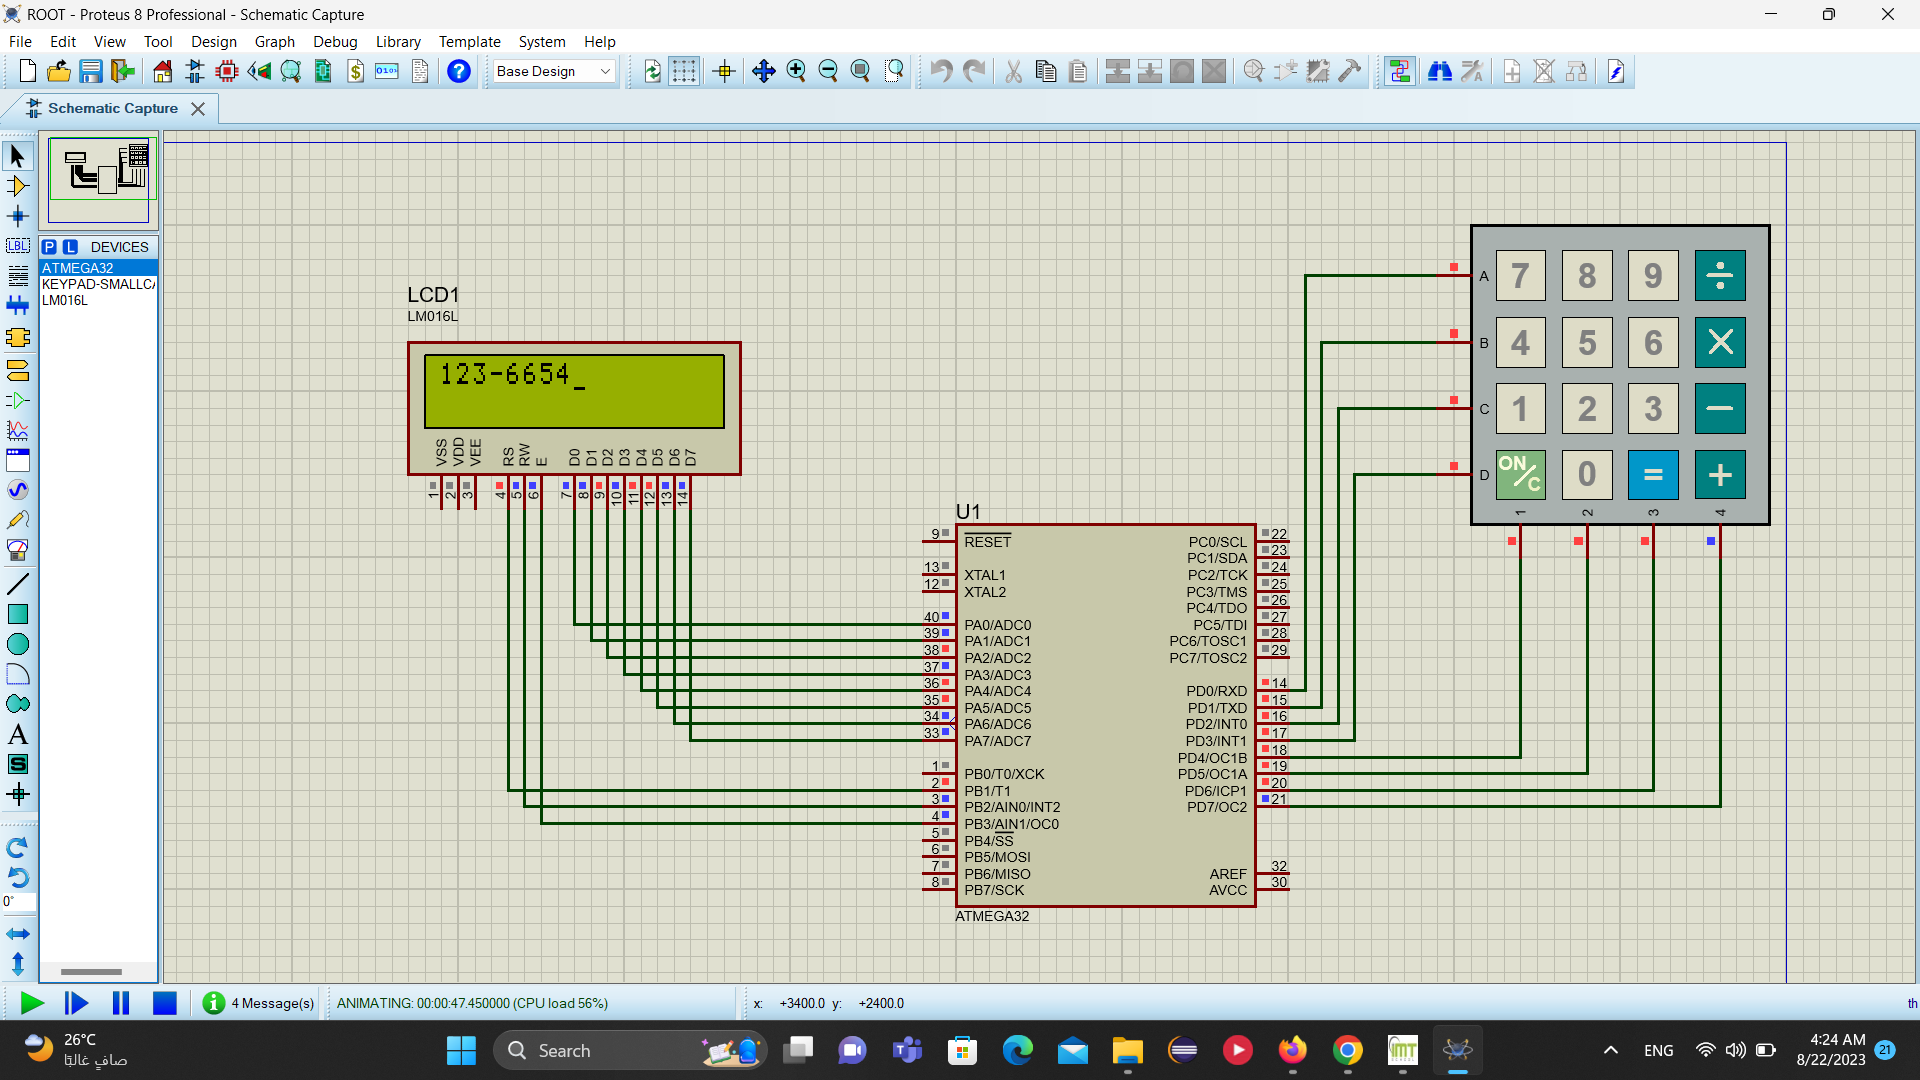 ROOT - Proteus 8 Professional - Schematic Capture
File Edit View Tool Design Graph Debug Library Template System Help
Base Design
Schematic Capture
P L DEVICES
ATMEGA32
KEYPAD-SMALLCA
LM016L
LBL
A
S
0°
LCD1
LM016L
123-6654_
VSS VDD VEE RS RW E D0 D1 D2 D3 D4 D5 D6 D7
1 2 3 4 5 6 7 8 9 10 11 12 13 14
U1
9 RESET
13 XTAL1
12 XTAL2
40 PA0/ADC0
39 PA1/ADC1
38 PA2/ADC2
37 PA3/ADC3
36 PA4/ADC4
35 PA5/ADC5
34 PA6/ADC6
33 PA7/ADC7
1 PB0/T0/XCK
2 PB1/T1
3 PB2/AIN0/INT2
4 PB3/AIN1/OC0
5 PB4/SS
6 PB5/MOSI
7 PB6/MISO
8 PB7/SCK
PC0/SCL 22
PC1/SDA 23
PC2/TCK 24
PC3/TMS 25
PC4/TDO 26
PC5/TDI 27
PC6/TOSC1 28
PC7/TOSC2 29
PD0/RXD 14
PD1/TXD 15
PD2/INT0 16
PD3/INT1 17
PD4/OC1B 18
PD5/OC1A 19
PD6/ICP1 20
PD7/OC2 21
AREF 32
AVCC 30
ATMEGA32
A 7 8 9 ÷
B 4 5 6 ×
C 1 2 3 −
D ON/C 0 = +
1 2 3 4
4 Message(s)
ANIMATING: 00:00:47.450000 (CPU load 56%)
x: +3400.0 y: +2400.0
th
26°C
صافٍ غالبًا
Search
IMT
ENG
4:24 AM
8/22/2023
21